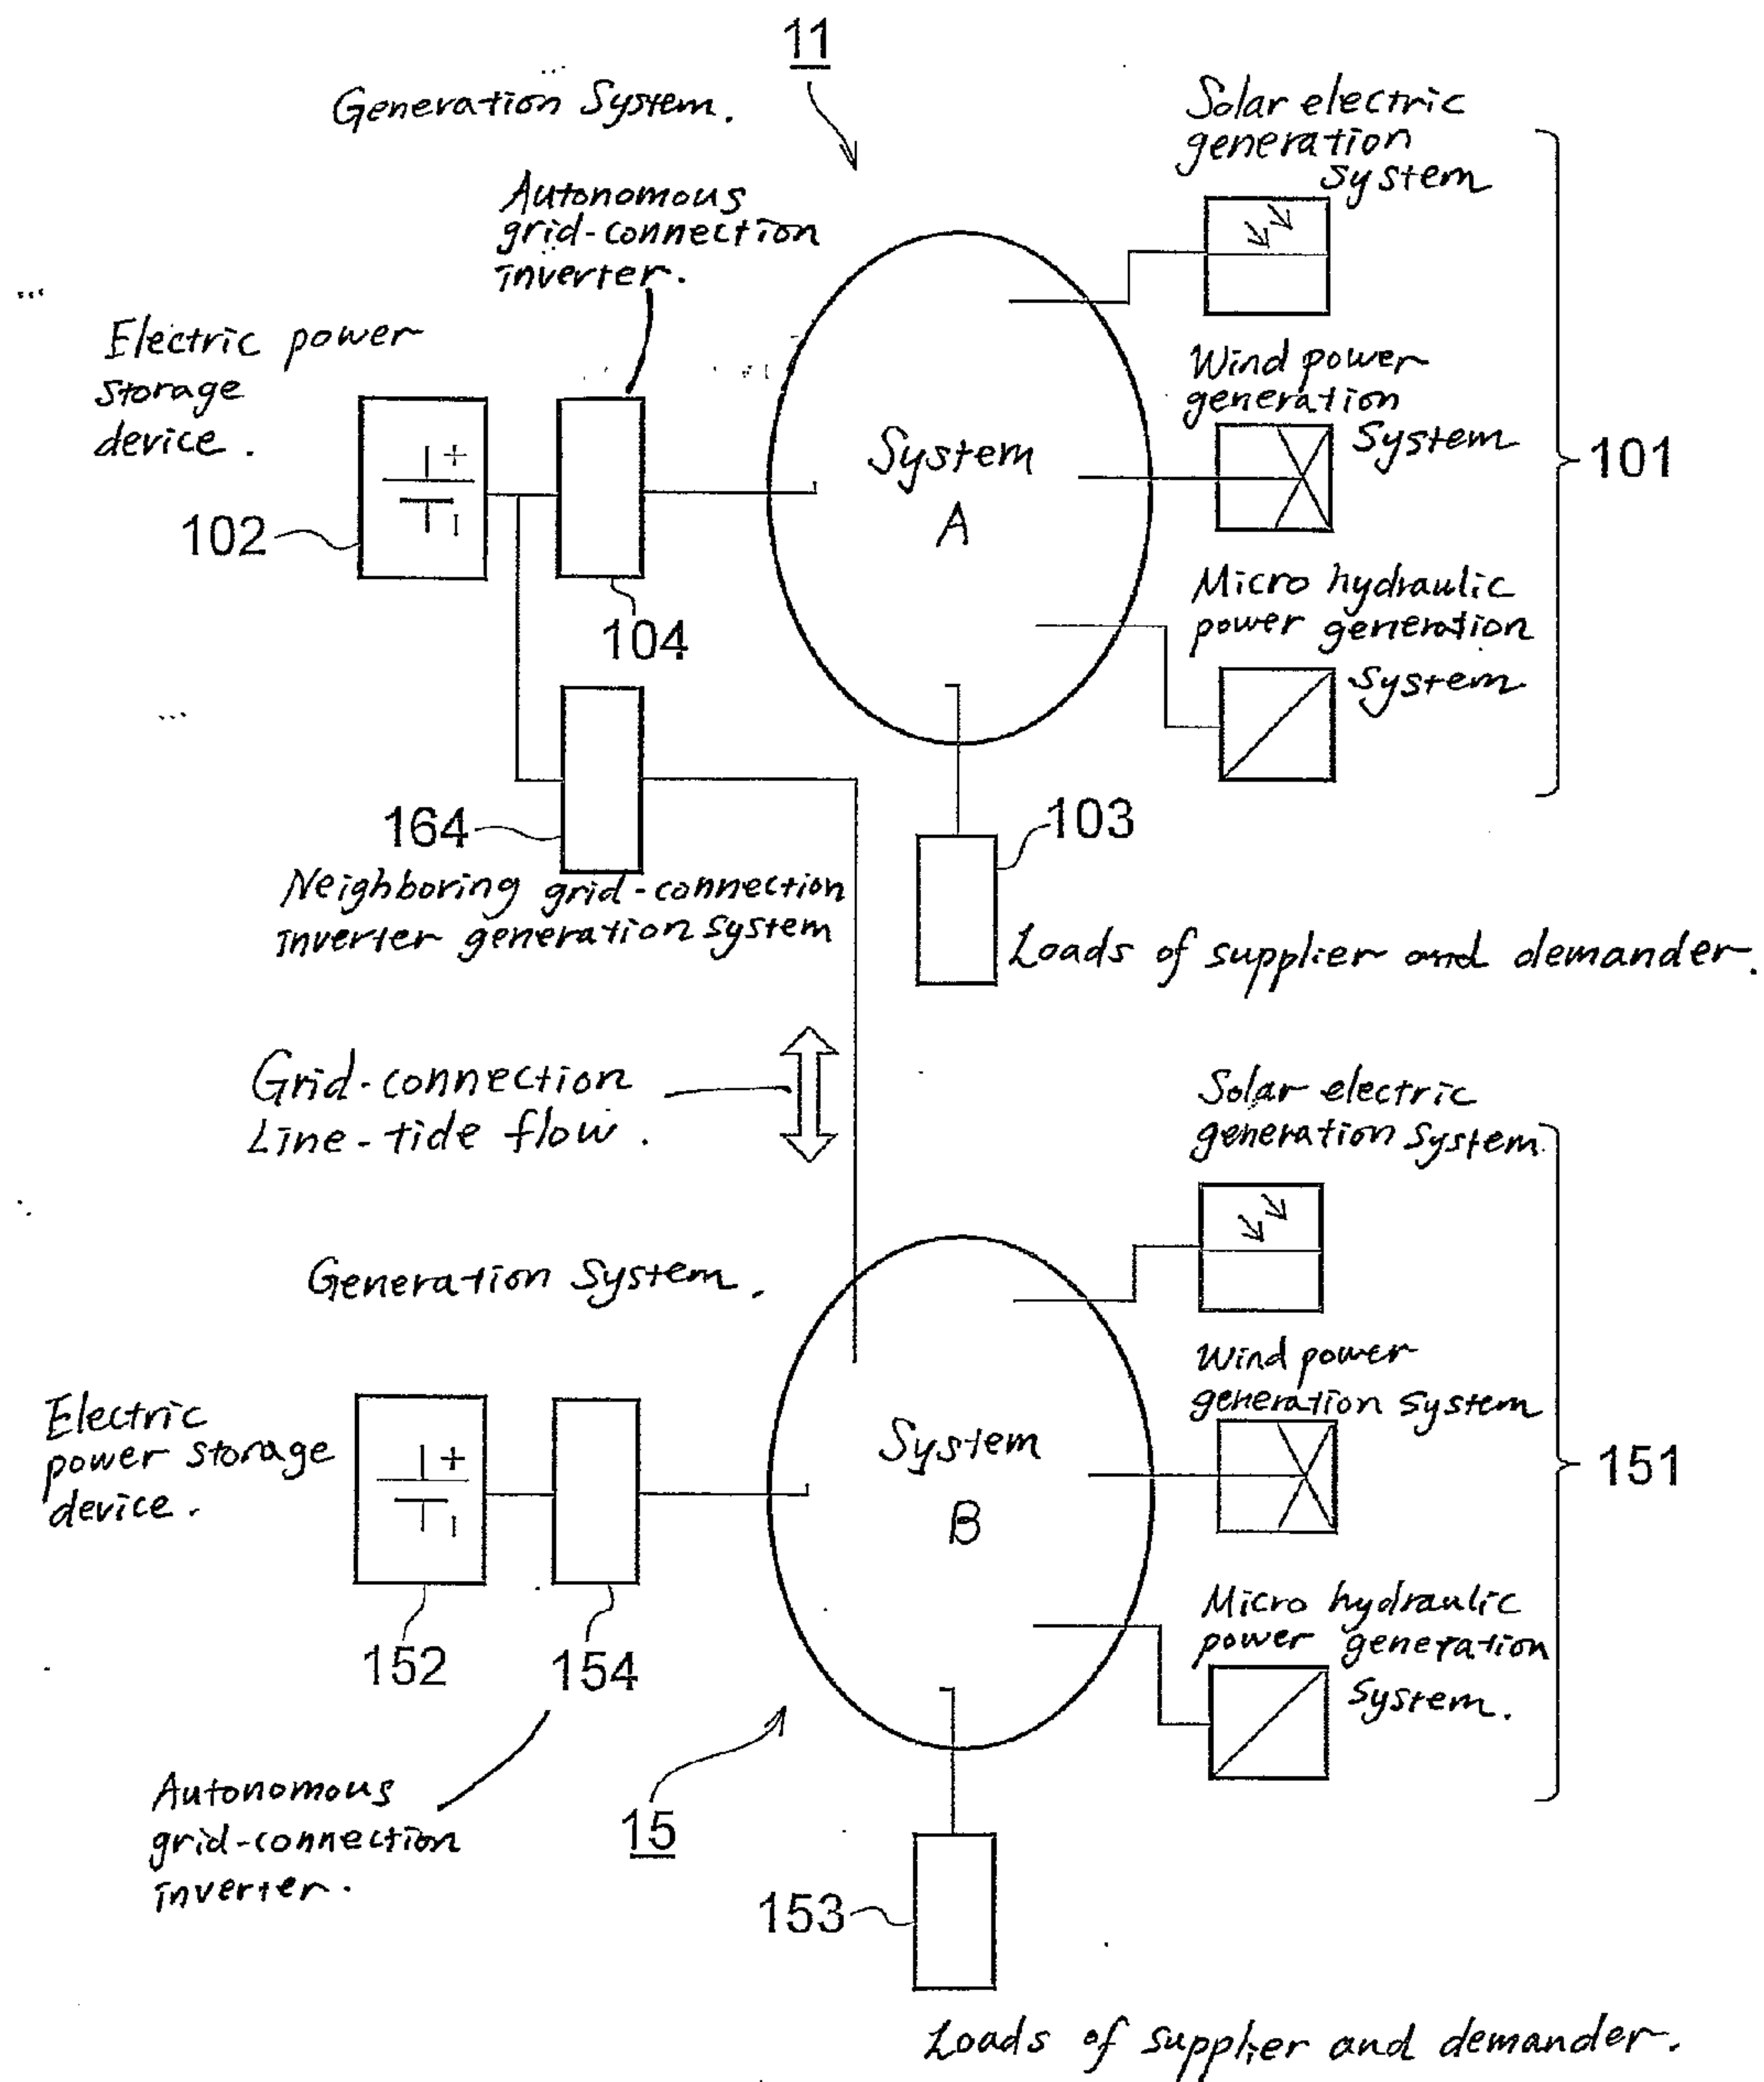 11
Generation System.
Solar electric
generation
system
Autonomous
grid-connection
inverter.
Electric power
storage
device.
Wind power
generation
system
System
A
101
102
104
Micro hydraulic
power generation
system
164
103
Neighboring grid-connection
inverter generation system
Loads of supplier and demander.
Grid-connection
Line-tide flow.
Solar electric
generation system.
Generation System.
Wind power
generation system
Electric
power storage
device.
System
B
151
152
154
Micro hydraulic
power generation
system.
Autonomous
grid-connection
inverter.
15
153
Loads of supplier and demander.